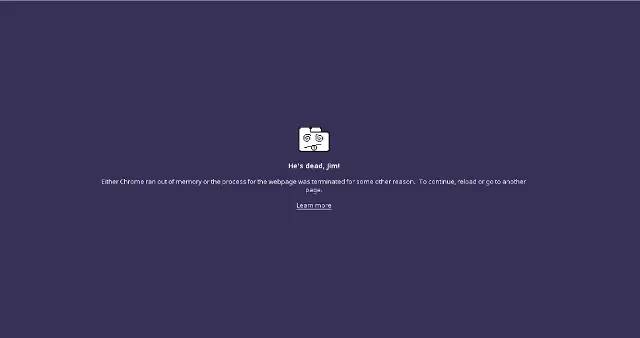 He's dead, Jim!
Either Chrome ran out of memory or the process for the webpage was terminated for some other reason. To continue, reload or go to another
page.
Learn more